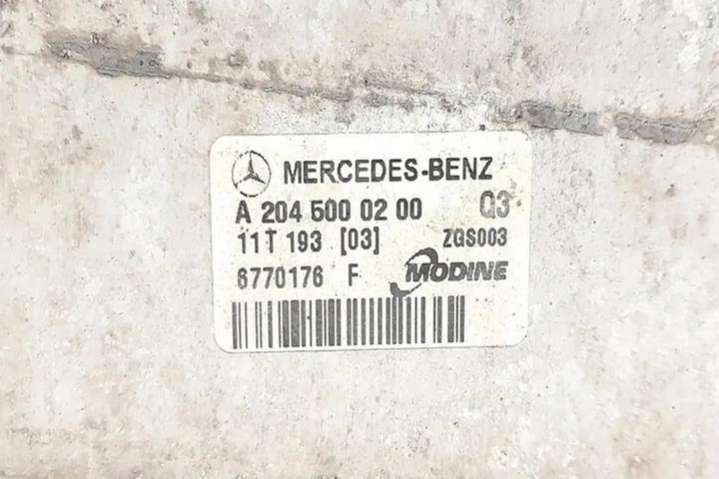 MERCEDES-BENZ
A 204 500 02 00 Q3
11T 193 [03] ZGS003
6770176 F MODINE